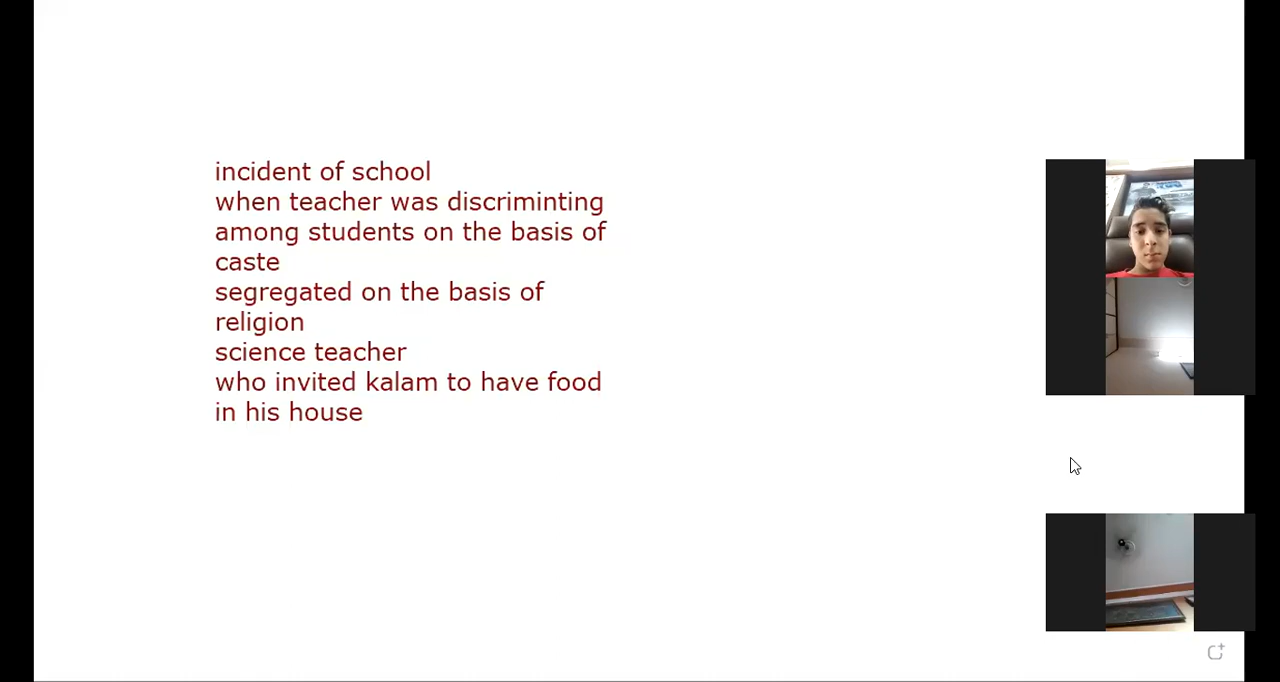 incident of school
when teacher was discriminting
among students on the basis of
caste
segregated on the basis of
religion
science teacher
who invited kalam to have food
in his house